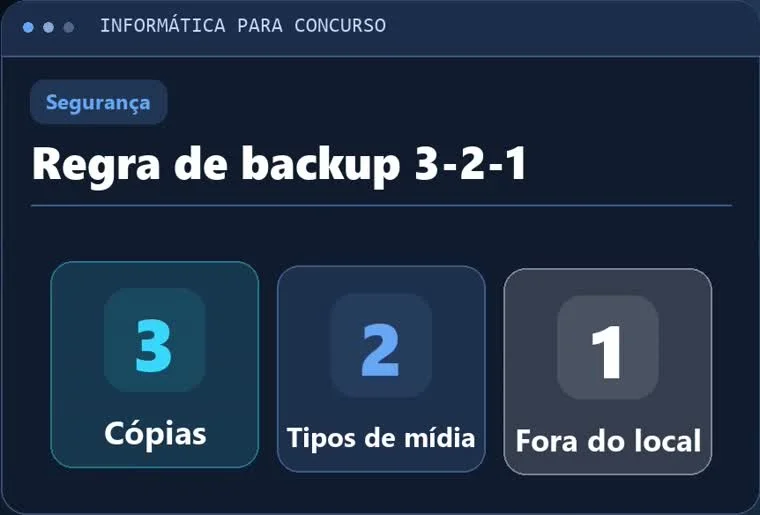 INFORMÁTICA PARA CONCURSO
Segurança
Regra de backup 3-2-1
3
2
1
Cópias
Tipos de mídia
Fora do local